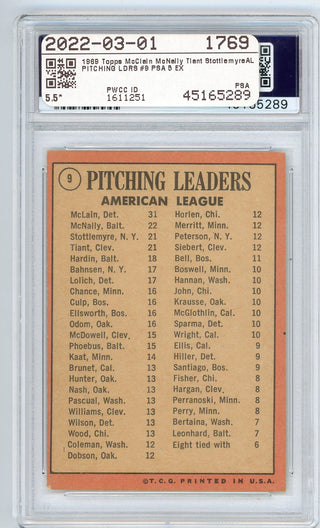 2022-03-01 1769
1969 Topps McClain McNally Tiant StottlemyreAL
PITCHING LDRS #9 PSA 5 EX
5.5" PWCC ID 1611251 PSA 45165289
45165289
9 PITCHING LEADERS
AMERICAN LEAGUE
McLain, Det. 31 Horlen, Chi. 12
McNally, Balt. 22 Merritt, Minn. 12
Stottlemyre, N. Y. 21 Peterson, N. Y. 12
Tiant, Clev. 21 Siebert, Clev. 12
Hardin, Balt. 18 Bell, Bos. 11
Bahnsen, N. Y. 17 Boswell, Minn. 10
Lolich, Det. 17 Hannan, Wash. 10
Chance, Minn. 16 John, Chi. 10
Culp, Bos. 16 Krausse, Oak. 10
Ellsworth, Bos. 16 McGlothlin, Cal. 10
Odom, Oak. 16 Sparma, Det. 10
McDowell, Clev. 15 Wright, Cal. 10
Phoebus, Balt. 15 Ellis, Cal. 9
Kaat, Minn. 14 Hiller, Det. 9
Brunet, Cal. 13 Santiago, Bos. 9
Hunter, Oak. 13 Fisher, Chi. 8
Nash, Oak. 13 Hargan, Clev. 8
Pascual, Wash. 13 Perranoski, Minn. 8
Williams, Clev. 13 Perry, Minn. 8
Wilson, Det. 13 Bertaina, Wash. 7
Wood, Chi. 13 Leonhard, Balt. 7
Coleman, Wash. 12 Eight tied with 6
Dobson, Oak. 12
© T. C. G. PRINTED IN U. S. A.